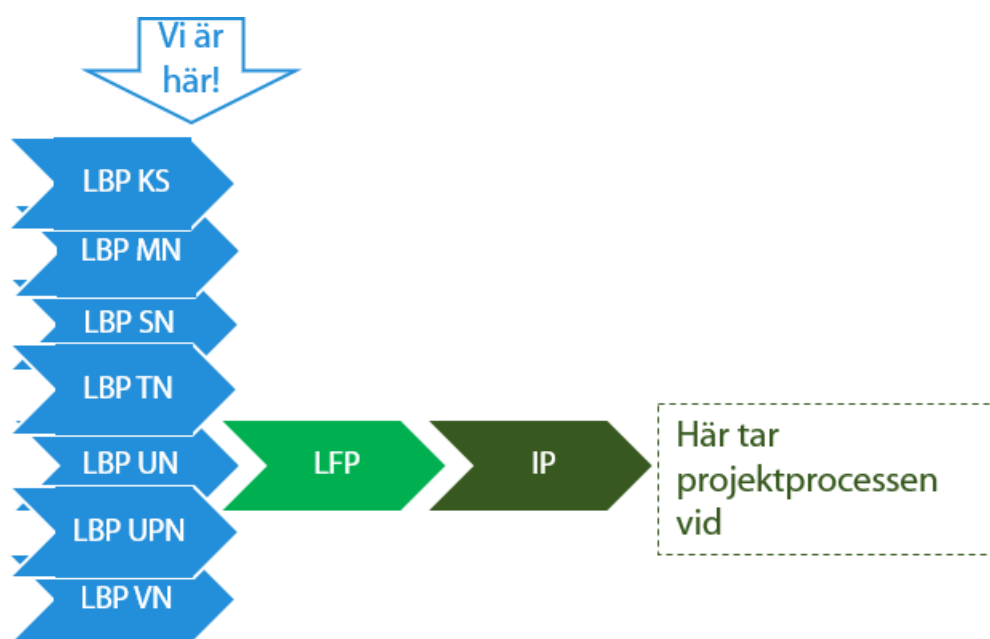 Vi är
här!
LBP KS
LBP MN
LBP SN
LBP TN
LBP UN
LBP UPN
LBP VN
LFP
IP
Här tar
projektprocessen
vid